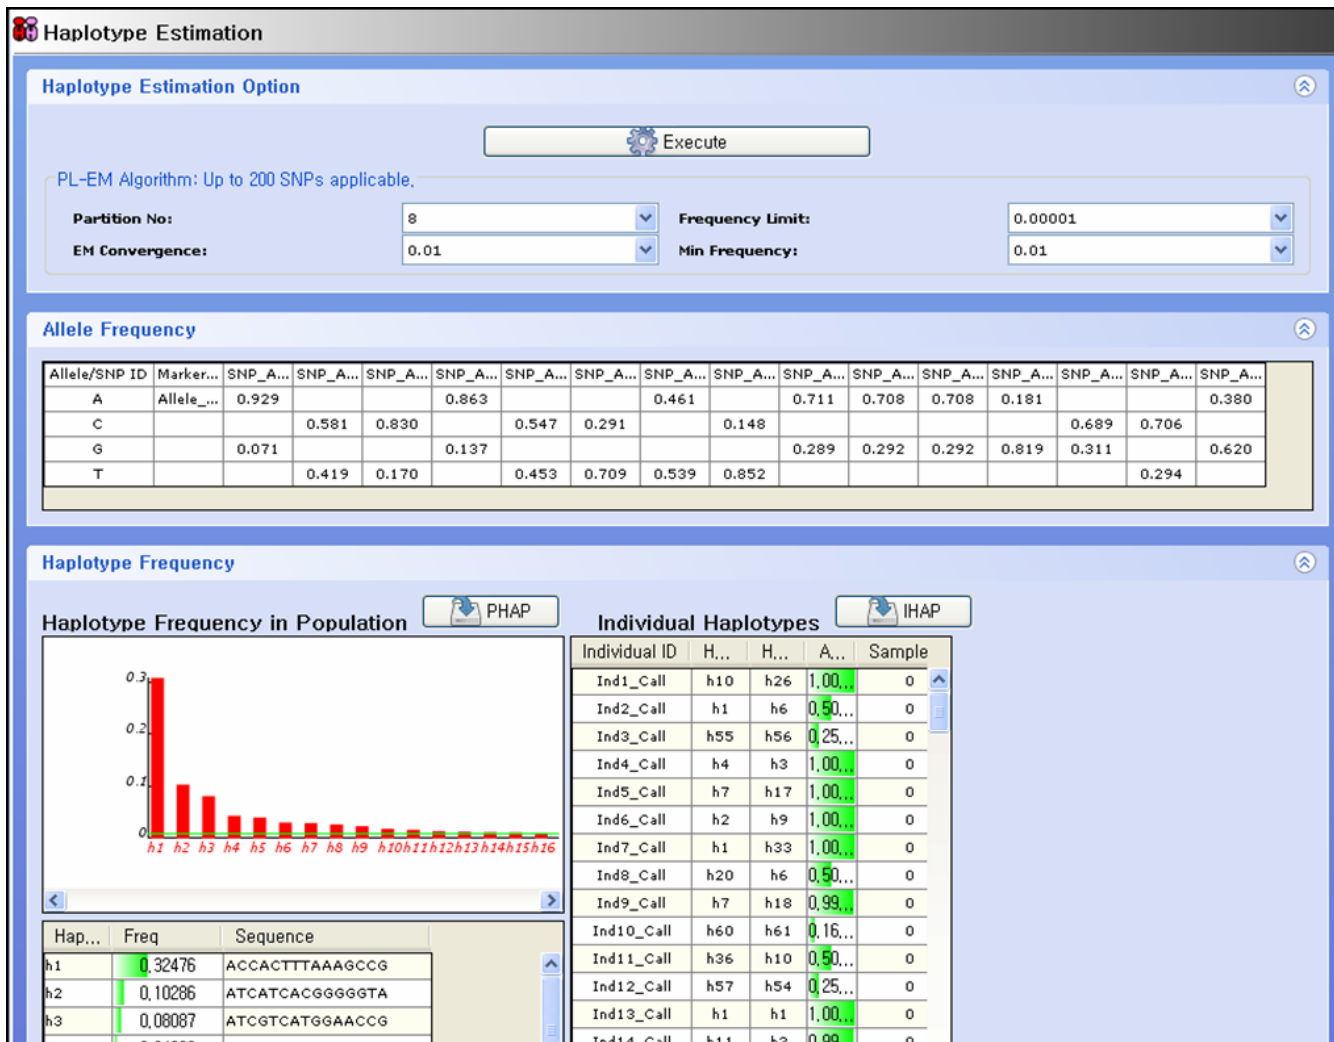 Haplotype Estimation
Haplotype Estimation Option
Execute
PL-EM Algorithm: Up to 200 SNPs applicable,
Partition No: 8 Frequency Limit: 0.00001
EM Convergence: 0.01 Min Frequency: 0.01
Allele Frequency
Allele/SNP ID Marker... SNP_A... SNP_A... SNP_A... SNP_A... SNP_A... SNP_A... SNP_A... SNP_A... SNP_A... SNP_A... SNP_A... SNP_A... SNP_A... SNP_A... SNP_A...
A Allele_... 0.929 0.863 0.461 0.711 0.708 0.708 0.181 0.380
C 0.581 0.830 0.547 0.291 0.148 0.689 0.706
G 0.071 0.137 0.289 0.292 0.292 0.819 0.311 0.620
T 0.419 0.170 0.453 0.709 0.539 0.852 0.294
Haplotype Frequency
Haplotype Frequency in Population PHAP
0.3
0.2
0.1
0
h1 h2 h3 h4 h5 h6 h7 h8 h9 h10 h11 h12 h13 h14 h15 h16
Hap... Freq Sequence
h1 0,32476 ACCACTTTAAAGCCG
h2 0,10286 ATCATCACGGGGGTA
h3 0,08087 ATCGTCATGGAACCG
Individual Haplotypes IHAP
Individual ID H... H... A... Sample
Ind1_Call h10 h26 1,00... 0
Ind2_Call h1 h6 0,50... 0
Ind3_Call h55 h56 0,25... 0
Ind4_Call h4 h3 1,00... 0
Ind5_Call h7 h17 1,00... 0
Ind6_Call h2 h9 1,00... 0
Ind7_Call h1 h33 1,00... 0
Ind8_Call h20 h6 0,50... 0
Ind9_Call h7 h18 0,99... 0
Ind10_Call h60 h61 0,16... 0
Ind11_Call h36 h10 0,50... 0
Ind12_Call h57 h54 0,25... 0
Ind13_Call h1 h1 1,00... 0
Ind14_Call h11 h3 0,99... 0